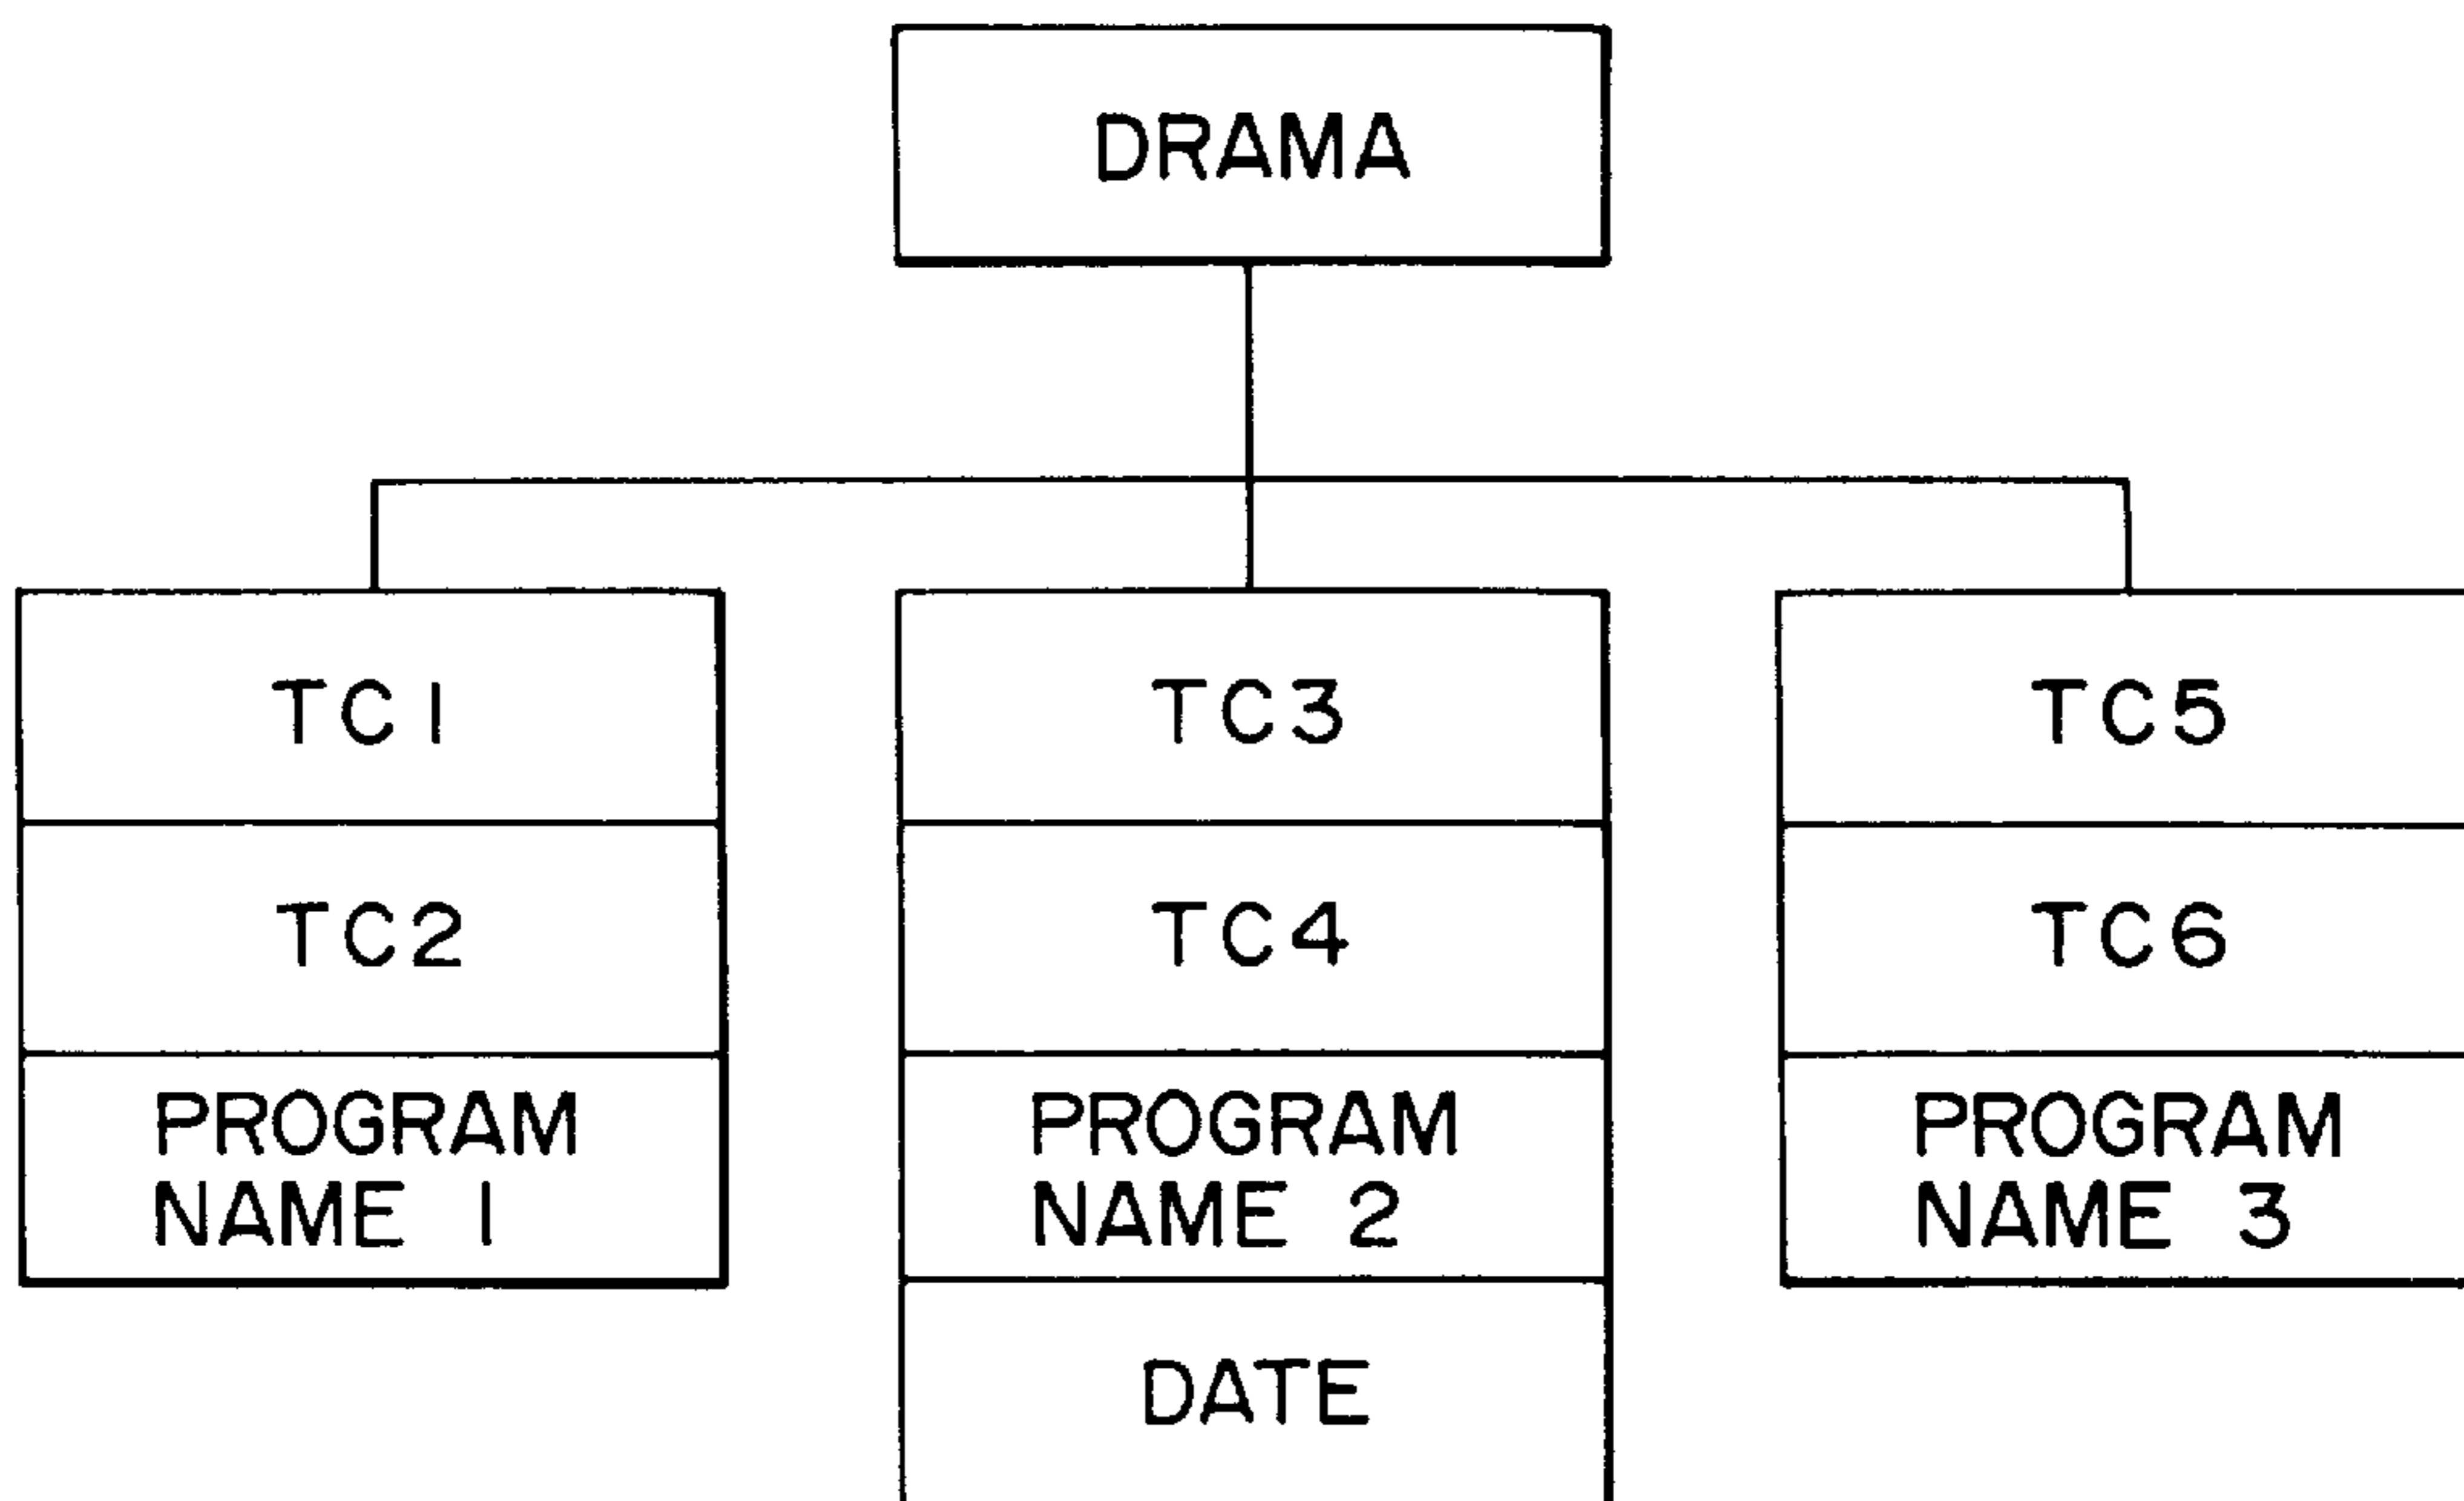 DRAMA
TC1
TC2
PROGRAM
NAME 1
TC3
TC4
PROGRAM
NAME 2
DATE
TC5
TC6
PROGRAM
NAME 3